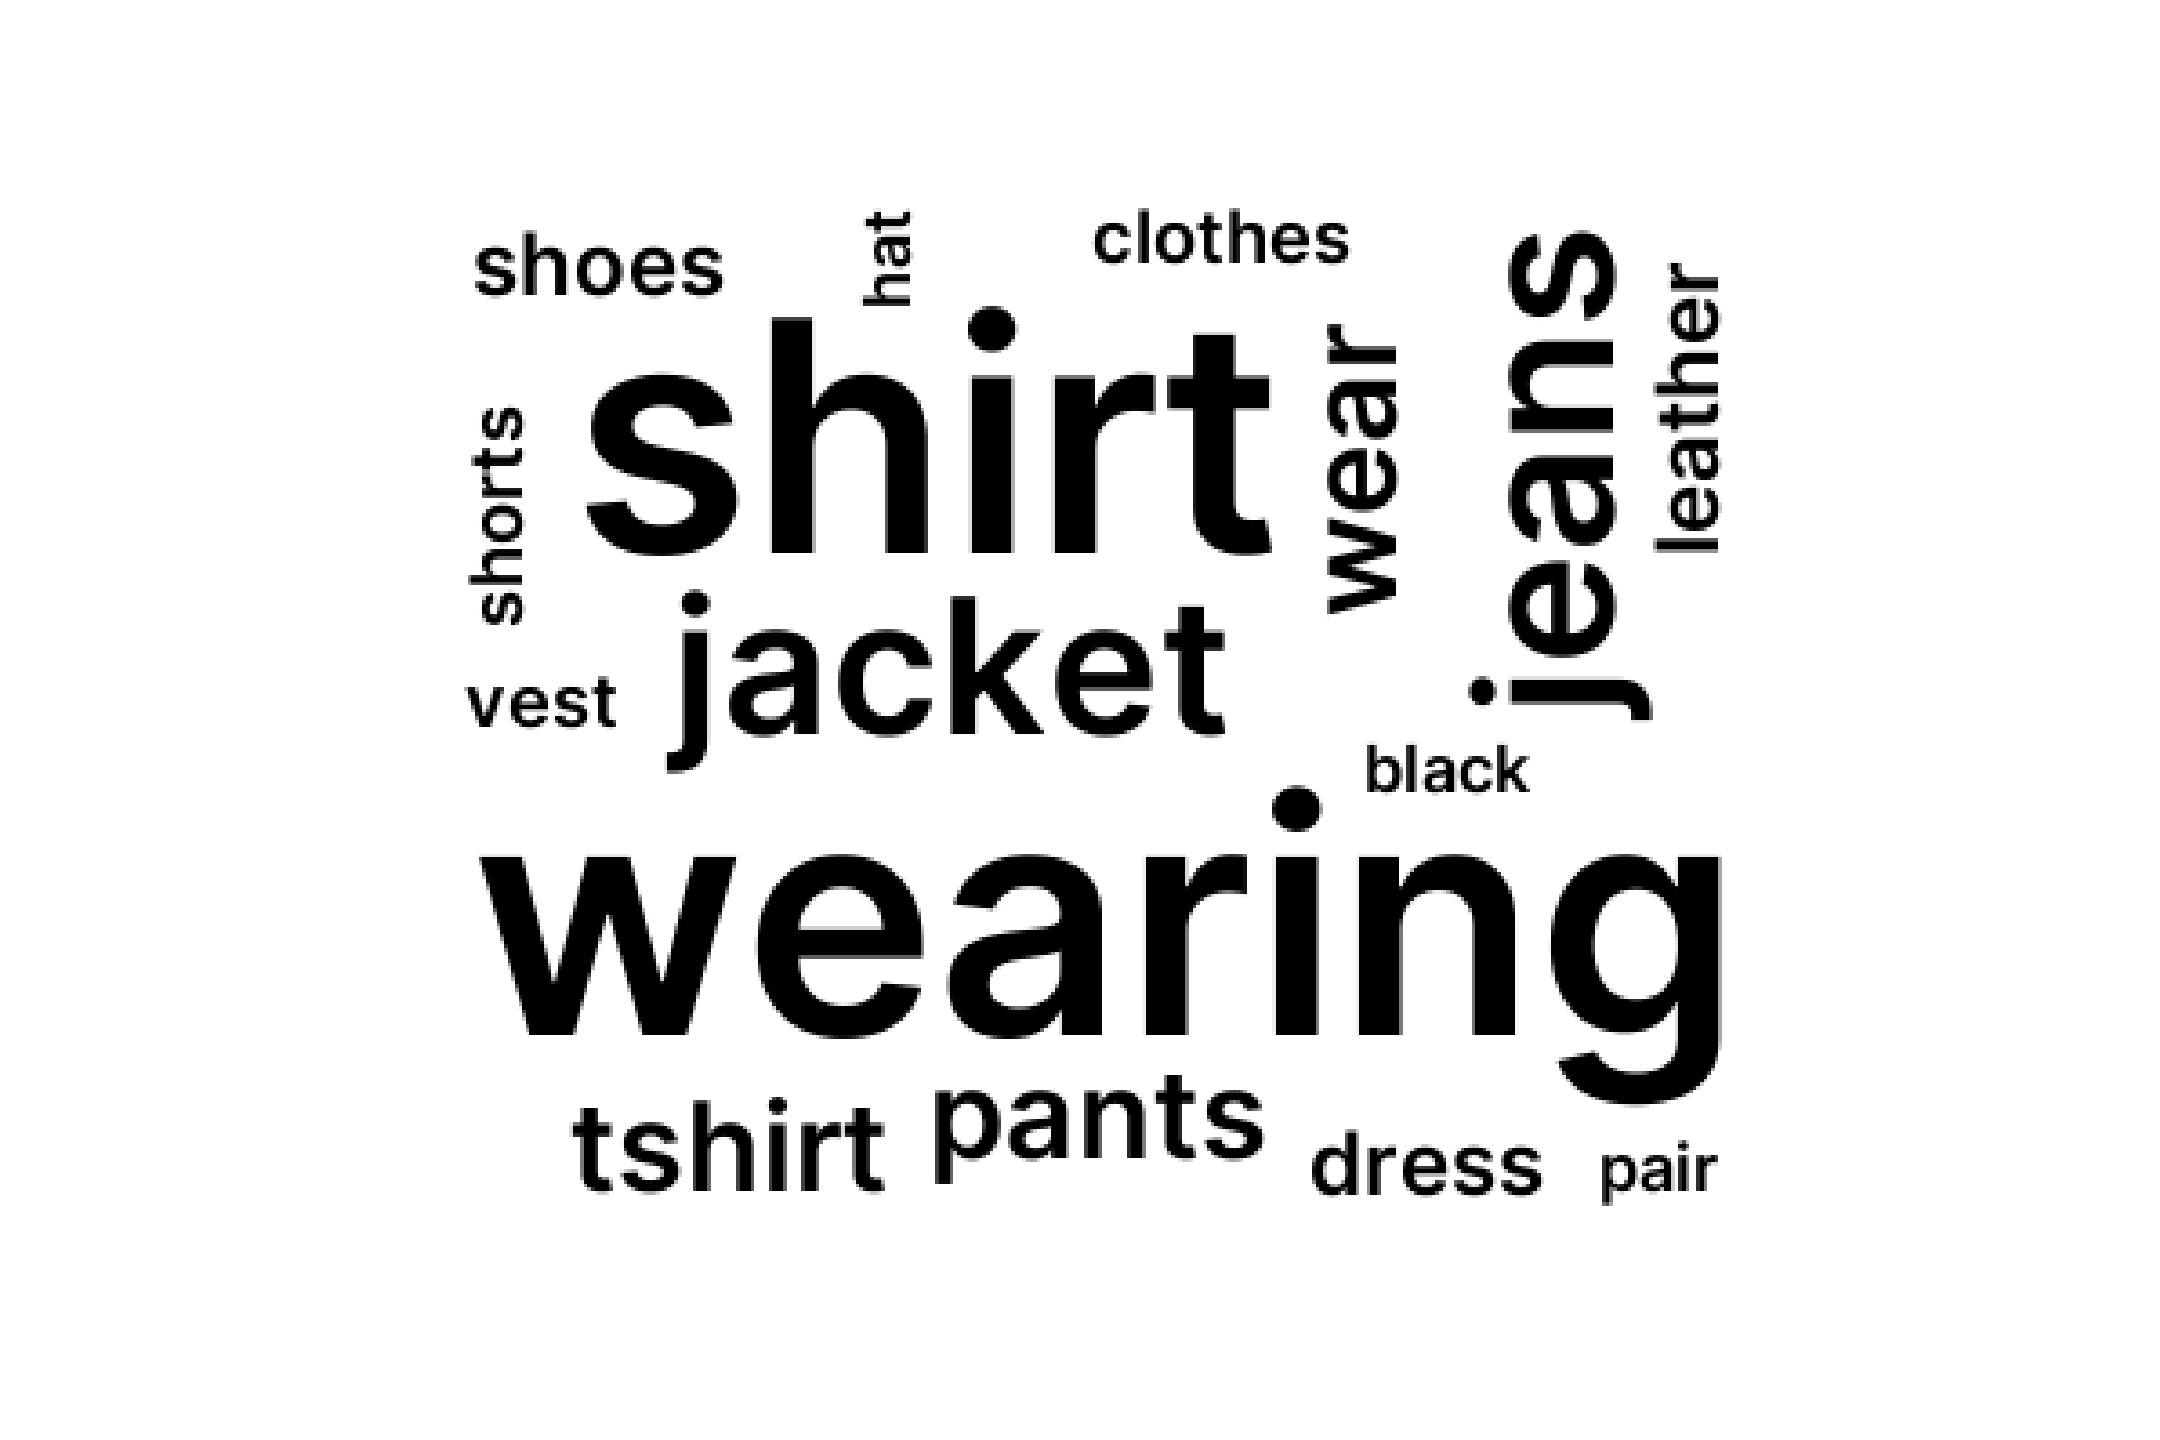 shoes
hat
clothes
jeans
leather
shirt
wear
shorts
jacket
vest
black
wearing
tshirt
pants
dress
pair